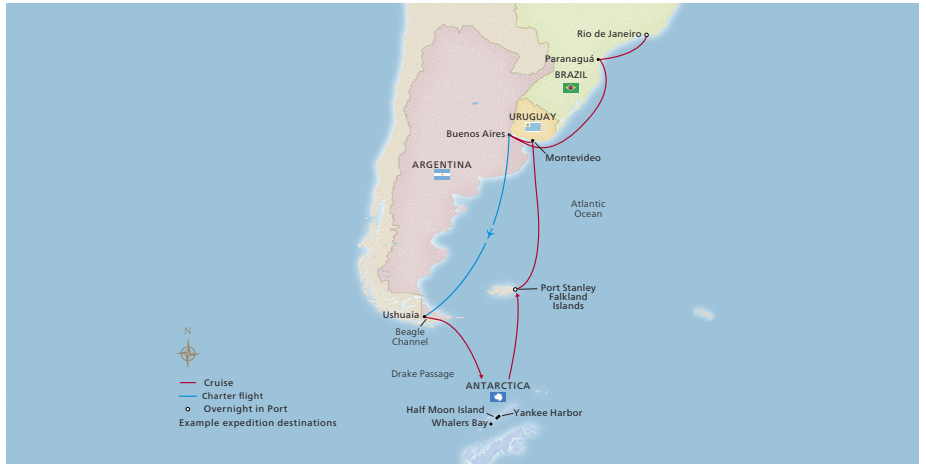 Rio de Janeiro
Paranaguá
BRAZIL
URUGUAY
Buenos Aires
Montevideo
ARGENTINA
Atlantic
Ocean
Port Stanley
Falkland
Islands
Ushuaia
Beagle
Channel
N
Drake Passage
ANTARCTICA
Cruise
Charter flight
Overnight in Port
Example expedition destinations
Half Moon Island
Yankee Harbor
Whalers Bay